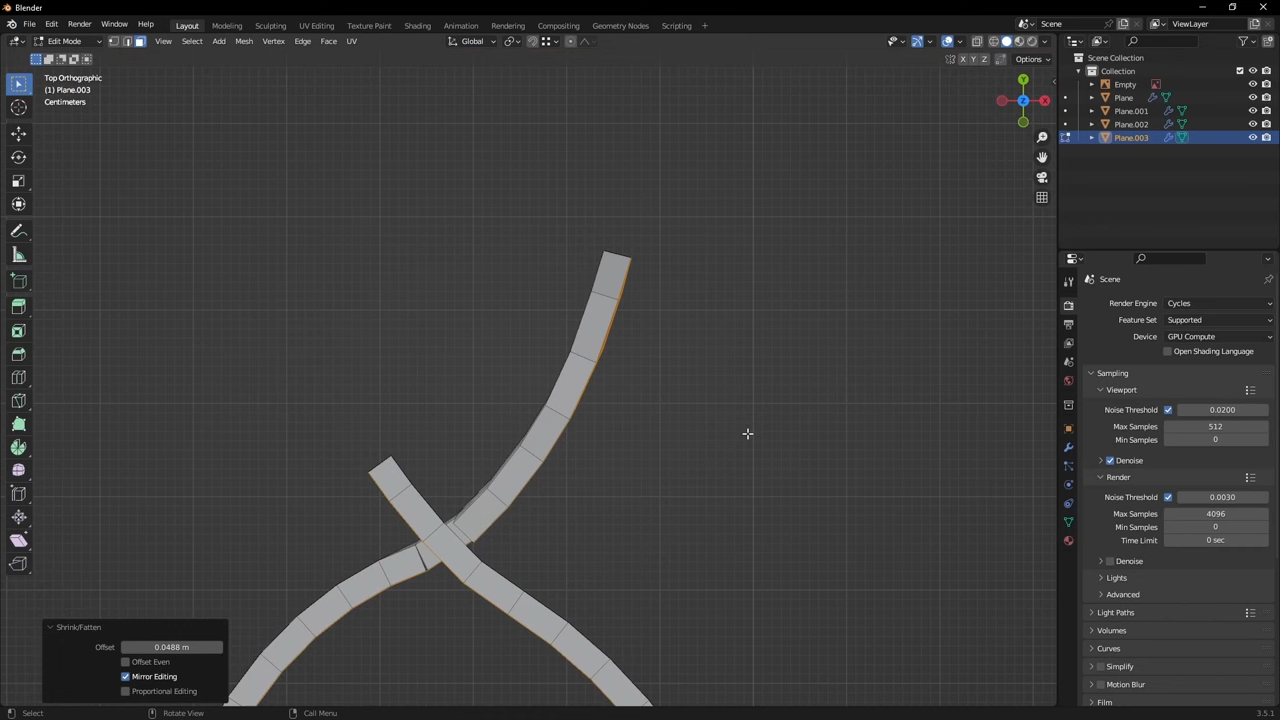 Blender
File Edit Render Window Help Layout Modeling Sculpting UV Editing Texture Paint Shading Animation Rendering Compositing Geometry Nodes Scripting + Scene ViewLayer
Edit Mode View Select Add Mesh Vertex Edge Face UV Global
X Y Z Options
Top Orthographic
(1) Plane.003
Centimeters
Y
Z
X
Scene Collection
Collection
Empty
Plane
Plane.001
Plane.002
Plane.003
Scene
Render Engine Cycles
Feature Set Supported
Device GPU Compute
Open Shading Language
Sampling
Viewport
Noise Threshold 0.0200
Max Samples 512
Min Samples 0
Denoise
Render
Noise Threshold 0.0030
Max Samples 4096
Min Samples 0
Time Limit 0 sec
Denoise
Lights
Advanced
Light Paths
Volumes
Curves
Simplify
Motion Blur
Film
Shrink/Fatten
Offset 0.0488 m
Offset Even
Mirror Editing
Proportional Editing
Select Rotate View Call Menu 3.5.1